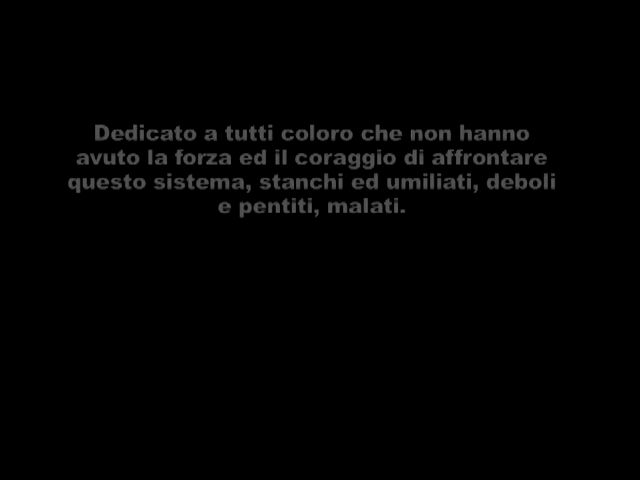 Dedicato a tutti coloro che non hanno
avuto la forza ed il coraggio di affrontare
questo sistema, stanchi ed umiliati, deboli
e pentiti, malati.